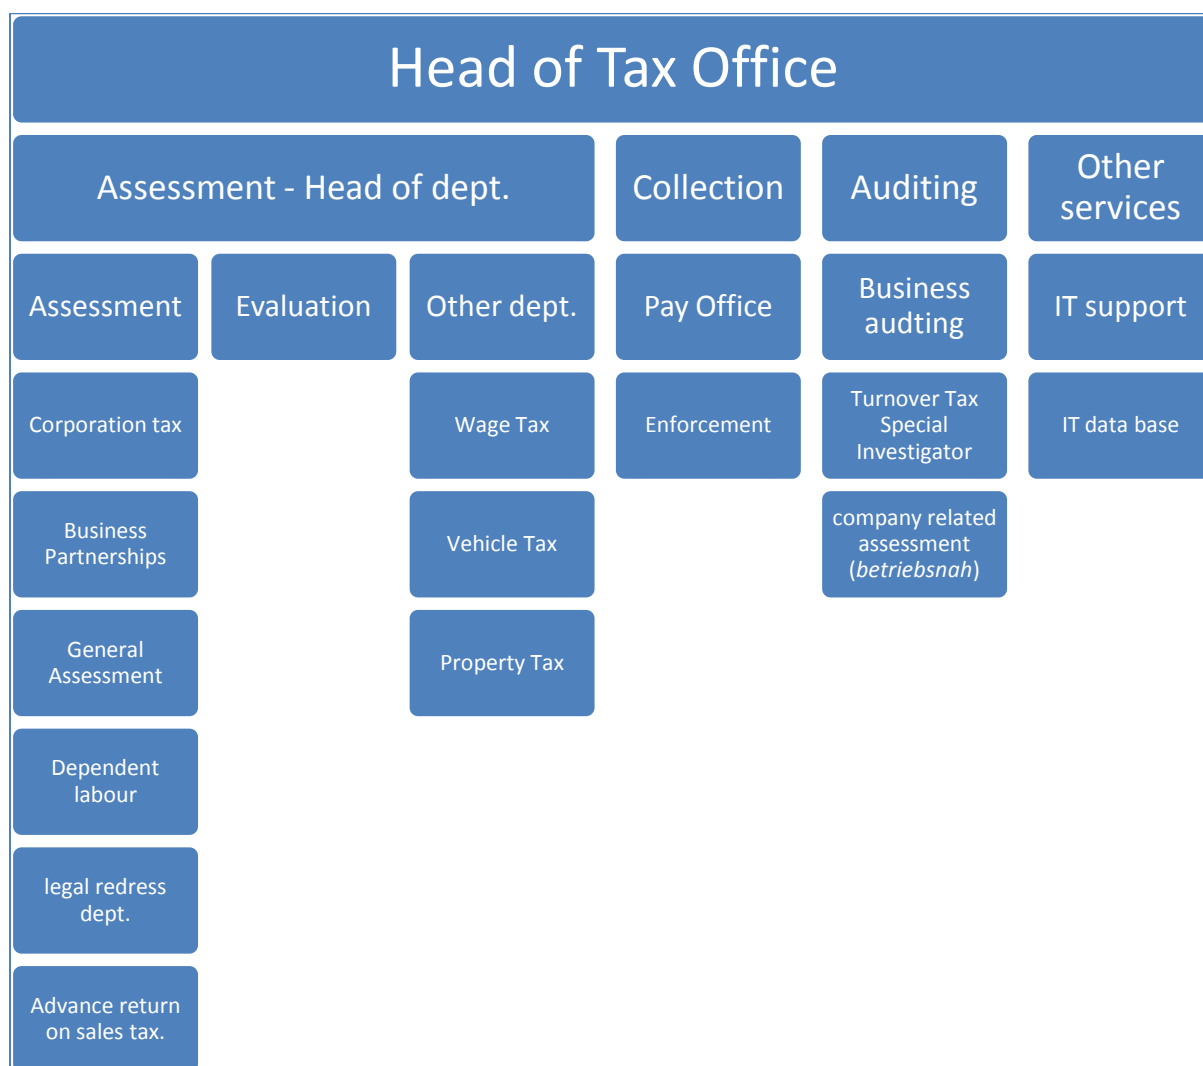 Head of Tax Office
Assessment - Head of dept.
Collection
Auditing
Other
services
Assessment
Evaluation
Other dept.
Pay Office
Business
audting
IT support
Corporation tax
Wage Tax
Enforcement
Turnover Tax
Special
Investigator
IT data base
Business
Partnerships
Vehicle Tax
company related
assessment
(betriebsnah)
General
Assessment
Property Tax
Dependent
labour
legal redress
dept.
Advance return
on sales tax.